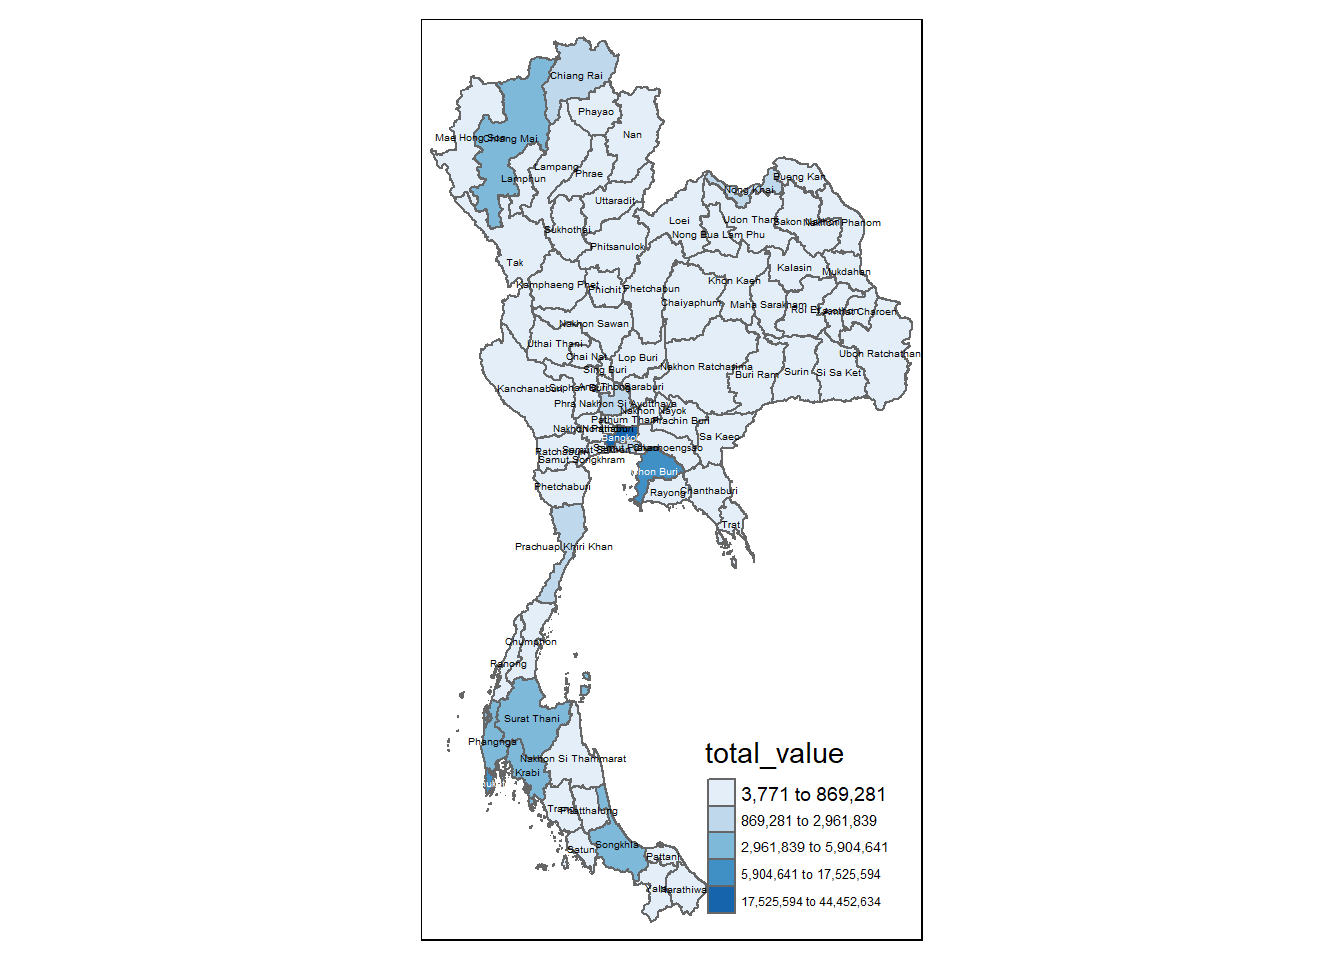 Chiang Rai
Phayao
Nan
Mae Hong Son
Chiang Mai
Lampang
Phrae
Lamphun
Uttaradit
Bueng Kan
Nong Khai
Loei
Udon Thani
Sakon Nakhon
Nakhon Phanom
Nong Bua Lam Phu
Sukhothai
Phitsanulok
Tak
Kalasin
Mukdahan
Khon Kaen
Kamphaeng Phet
Phichit
Phetchabun
Chaiyaphum
Maha Sarakham
Roi Et
Yasothon
Amnat Charoen
Nakhon Sawan
Uthai Thani
Chai Nat
Lop Buri
Ubon Ratchathani
Nakhon Ratchasima
Sing Buri
Buri Ram
Surin
Si Sa Ket
Kanchanaburi
Suphan Buri
Ang Thong
Saraburi
Phra Nakhon Si Ayutthaya
Nakhon Nayok
Pathum Thani
Prachin Buri
Nakhon Pathom
Nonthaburi
Bangkok
Sa Kaeo
Ratchaburi
Samut Sakhon
Samut Prakan
Chachoengsao
Samut Songkhram
Chon Buri
Phetchaburi
Rayong
Chanthaburi
Trat
Prachuap Khiri Khan
Chumphon
Ranong
Surat Thani
Phangnga
Nakhon Si Thammarat
Krabi
Trang
Phatthalung
Songkhla
Satun
Pattani
Yala
Narathiwat
total_value
3,771 to 869,281
869,281 to 2,961,839
2,961,839 to 5,904,641
5,904,641 to 17,525,594
17,525,594 to 44,452,634